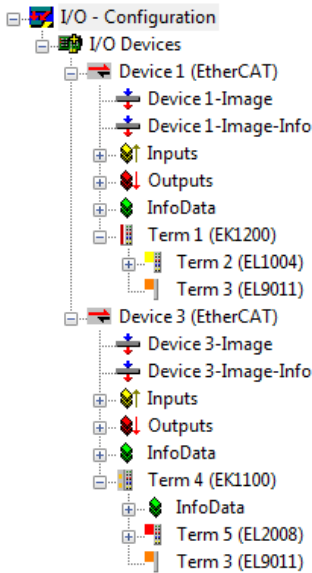 I/O - Configuration
I/O Devices
Device 1 (EtherCAT)
Device 1-Image
Device 1-Image-Info
Inputs
Outputs
InfoData
Term 1 (EK1200)
Term 2 (EL1004)
Term 3 (EL9011)
Device 3 (EtherCAT)
Device 3-Image
Device 3-Image-Info
Inputs
Outputs
InfoData
Term 4 (EK1100)
InfoData
Term 5 (EL2008)
Term 3 (EL9011)